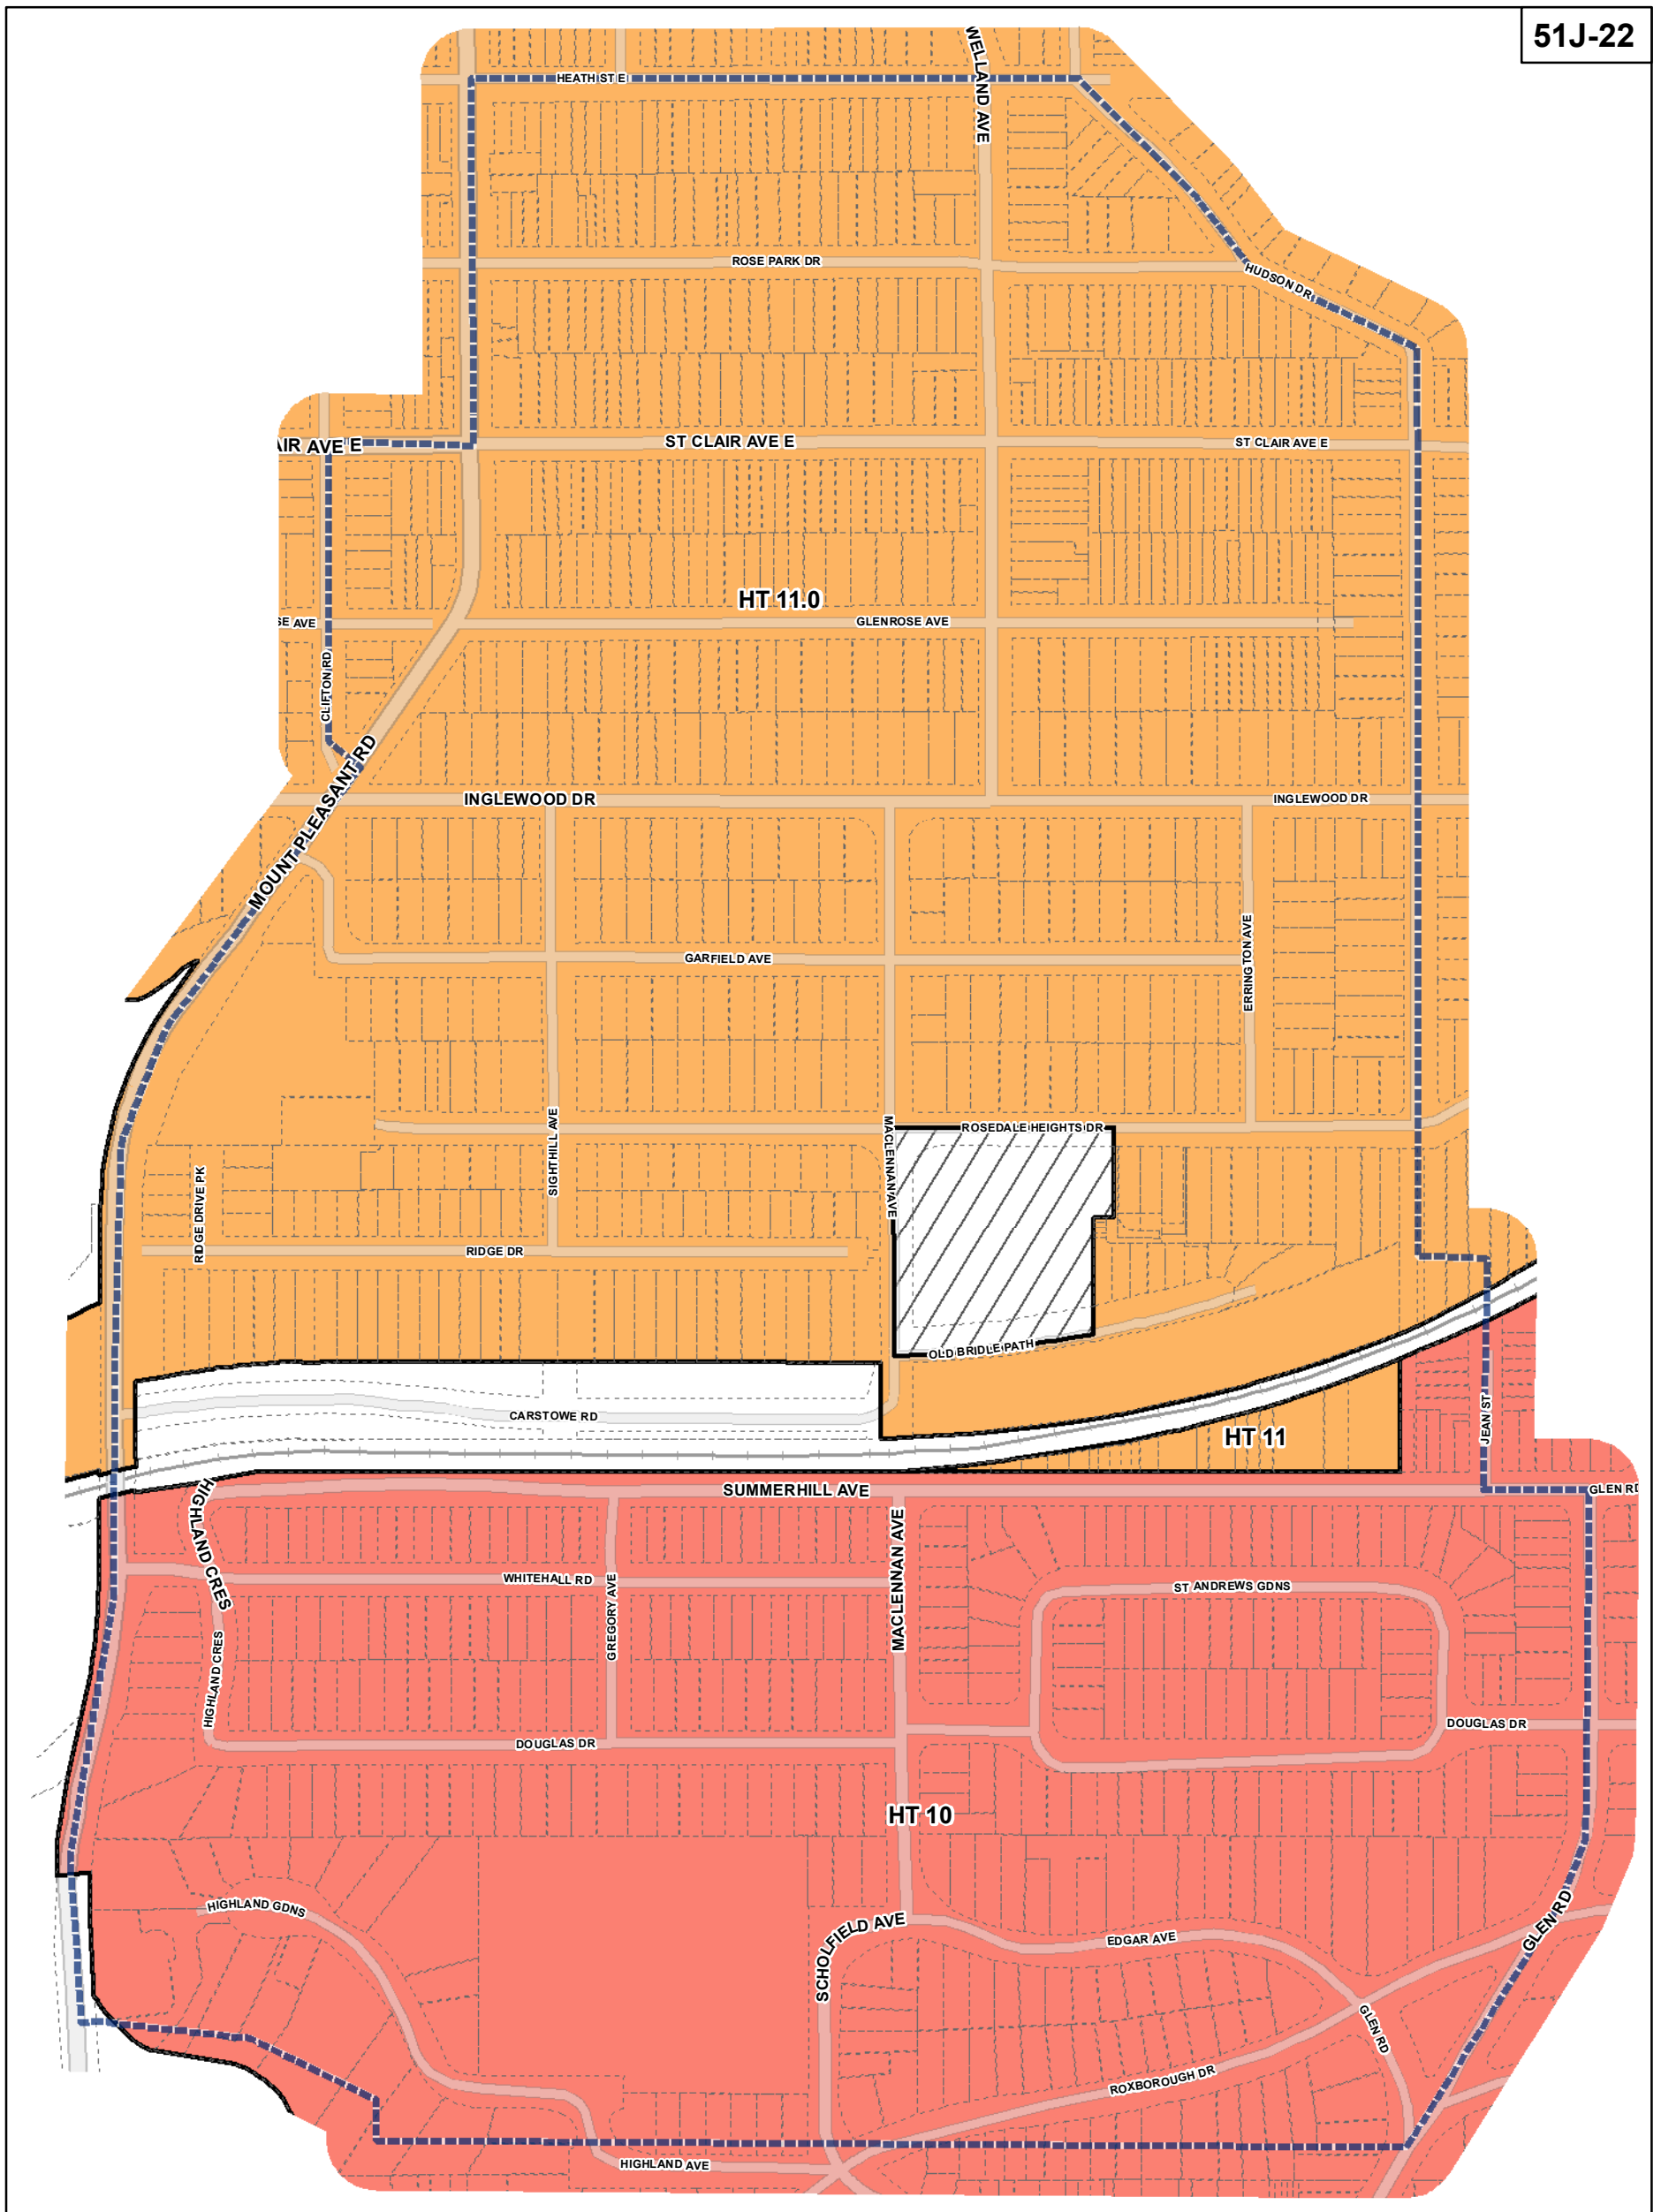 51J-22
WELLAND AVE
HEATH ST E
ROSE PARK DR
HUDSON DR
AIR AVE E
ST CLAIR AVE E
ST CLAIR AVE E
HT 11.0
SE AVE
GLENROSE AVE
CLIFTON RD
MOUNT PLEASANT RD
INGLEWOOD DR
INGLEWOOD DR
GARFIELD AVE
ERRINGTON AVE
SIGHTHILL AVE
MACLENNAN AVE
ROSEDALE HEIGHTS DR
RIDGE DRIVE PK
RIDGE DR
OLD BRIDLE PATH
CARSTOWE RD
JEAN ST
HT 11
SUMMERHILL AVE
GLEN RD
HIGHLAND CRES
MACLENNAN AVE
WHITEHALL RD
GREGORY AVE
ST ANDREWS GDNS
HIGHLAND CRES
DOUGLAS DR
DOUGLAS DR
HT 10
HIGHLAND GDNS
SCHOLFIELD AVE
EDGAR AVE
GLEN RD
GLEN RD
ROXBOROUGH DR
HIGHLAND AVE